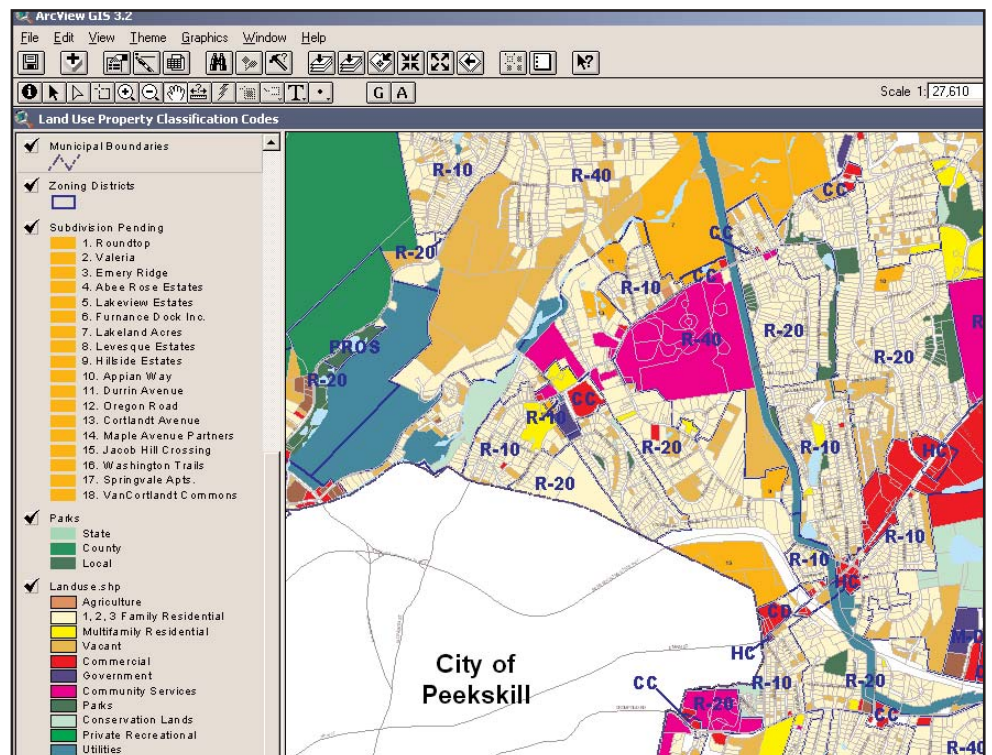 ArcView GIS 3.2
File Edit View Theme Graphics Window Help
T. G A Scale 1: 27,610
Land Use Property Classification Codes
Municipal Boundaries
Zoning Districts
Subdivision Pending
1. Roundtop
2. Valeria
3. Emery Ridge
4. Abee Rose Estates
5. Lakeview Estates
6. Furnance Dock Inc.
7. Lakeland Acres
8. Levesque Estates
9. Hillside Estates
10. Appian Way
11. Durrin Avenue
12. Oregon Road
13. Cortlandt Avenue
14. Maple Avenue Partners
15. Jacob Hill Crossing
16. Washington Trails
17. Springvale Apts.
18. VanCortlandt Commons
Parks
State
County
Local
Landuse.shp
Agriculture
1, 2, 3 Family Residential
Multifamily Residential
Vacant
Commercial
Government
Community Services
Parks
Conservation Lands
Private Recreational
Utilities
R-10
R-40
CC
CC
R-20
CC
R-10
R-40
R-20
R
PROS
R-20
R-20
CC
R-10
R-10
R-20
R-10
HC
R-20
R-10
R-10
HC
CD
HC
M-D
City of
Peekskill
CC
R-20
R-10
R-20
CC
R-40